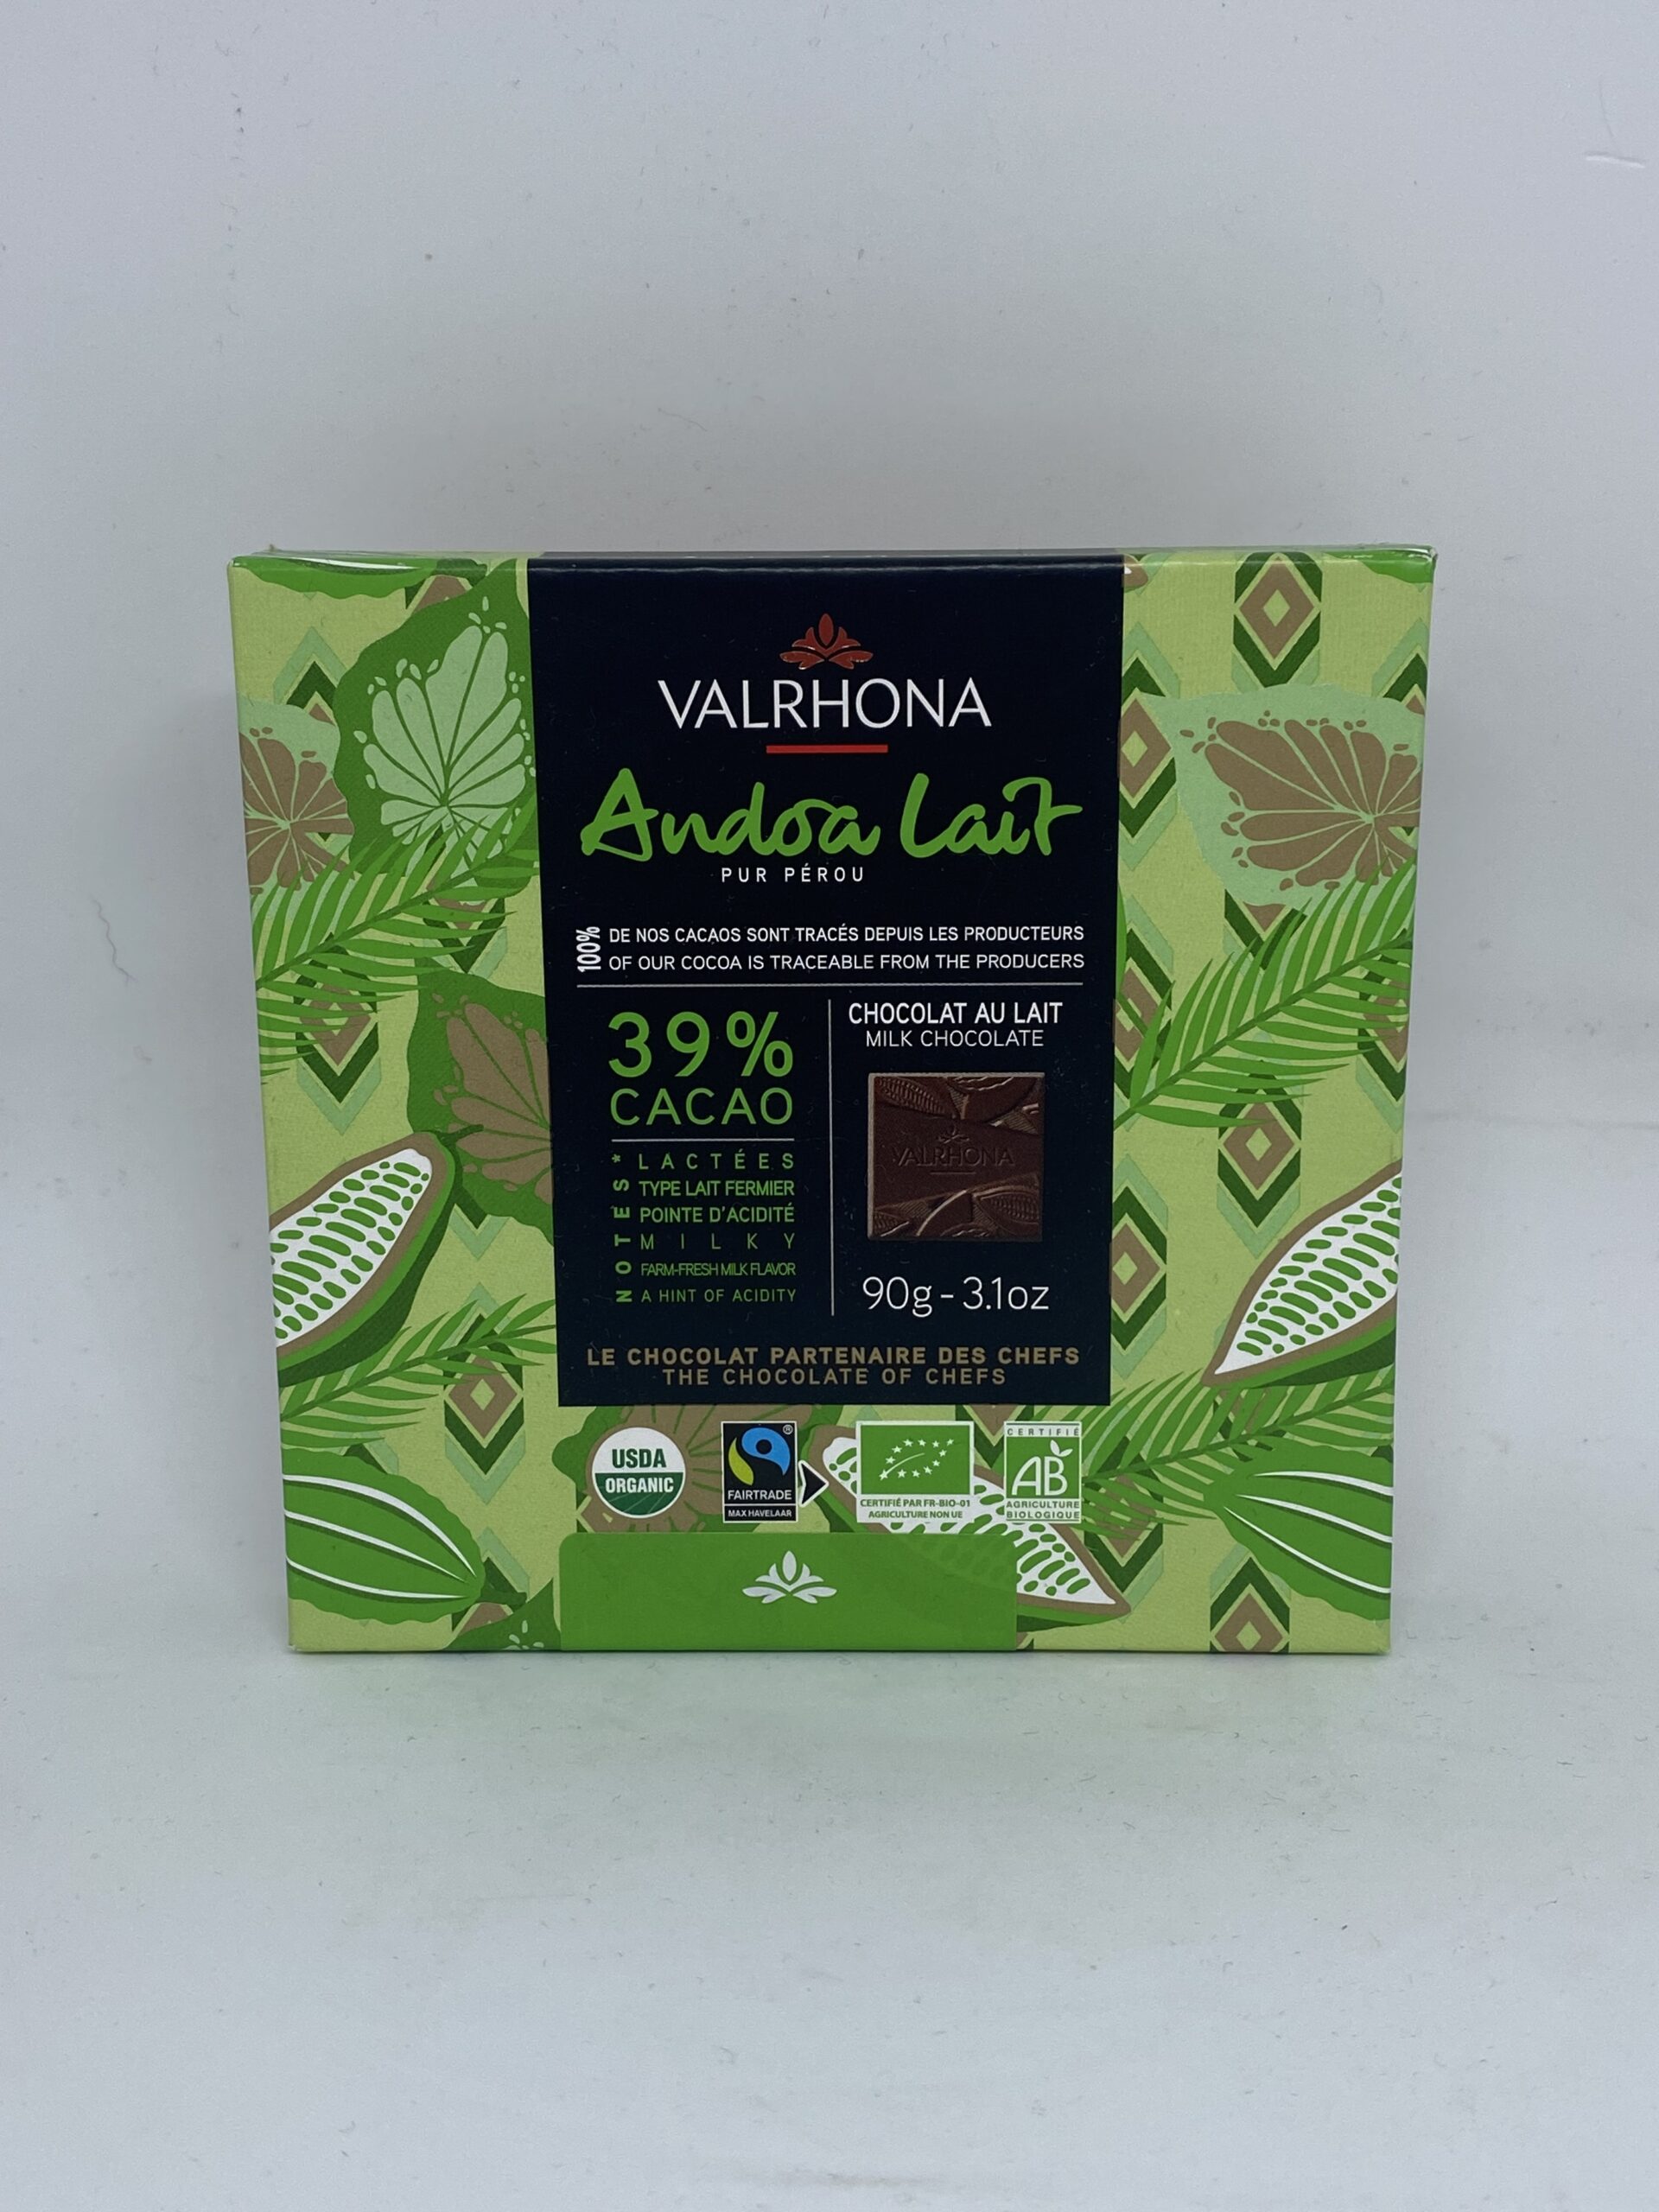 VALRHONA
Andoa Lait
PUR PÉROU
100%
DE NOS CACAOS SONT TRACÉS DEPUIS LES PRODUCTEURS
OF OUR COCOA IS TRACEABLE FROM THE PRODUCERS
39%
CACAO
NOTES*
LACTÉES
TYPE LAIT FERMIER
POINTE D'ACIDITÉ
MILKY
FARM-FRESH MILK FLAVOR
A HINT OF ACIDITY
CHOCOLAT AU LAIT
MILK CHOCOLATE
VALRHONA
90g - 3.1oz
LE CHOCOLAT PARTENAIRE DES CHEFS
THE CHOCOLATE OF CHEFS
USDA
ORGANIC
FAIRTRADE
MAX HAVELAAR
®
CERTIFIÉ PAR FR-BIO-01
AGRICULTURE NON UE
CERTIFIÉ
AB
AGRICULTURE
BIOLOGIQUE